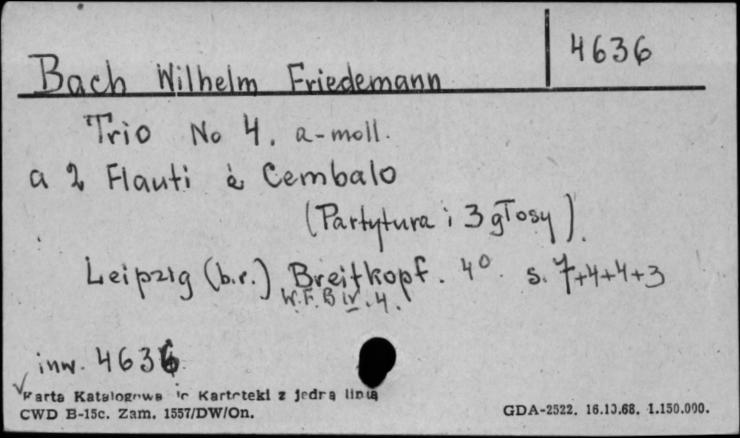 4636
Bach Wilhelm Friedemann
Trio No 4. a-moll.
a 2 Flauti è Cembalo
(Partytura i 3 głosy).
Leipzig (b.r.) Breitkopf. 4o. s. 7+4+4+3
W.F.B IV. 4.
inw. 4636
Karta Katalogowa Kartoteki z jedną linią
CWD B-15c. Zam. 1557/DW/On. GDA-2522. 16.10.68. 1.150.000.